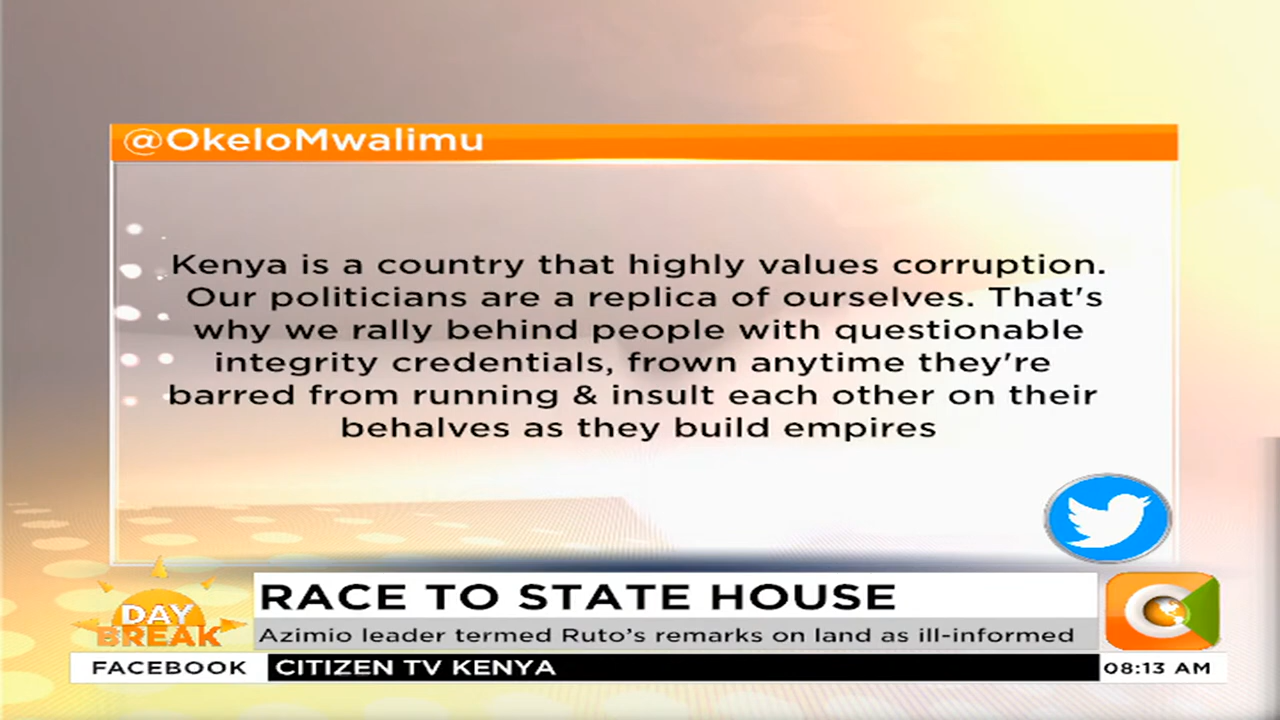 @OkeloMwalimu
Kenya is a country that highly values corruption.
Our politicians are a replica of ourselves. That's
why we rally behind people with questionable
integrity credentials, frown anytime they're
barred from running & insult each other on their
behalves as they build empires
DAY
BREAK
RACE TO STATE HOUSE
Azimio leader termed Ruto's remarks on land as ill-informed
FACEBOOK
CITIZEN TV KENYA
08:13 AM